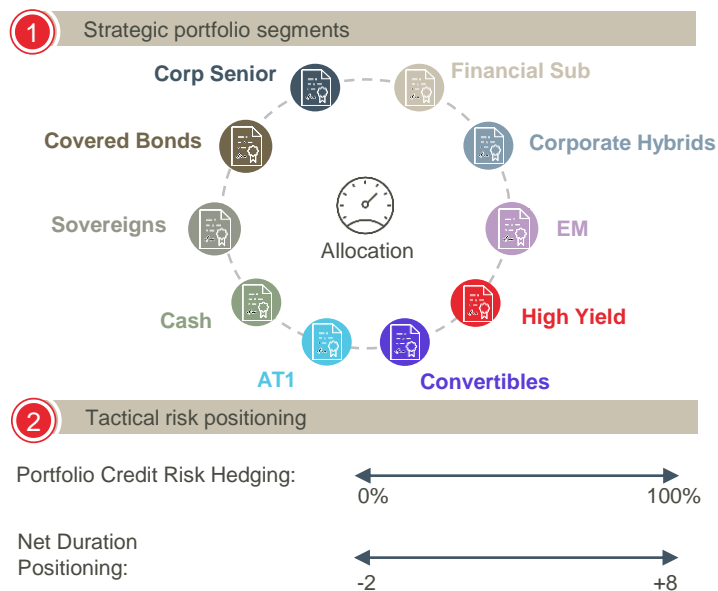 1 Strategic portfolio segments
Corp Senior
Financial Sub
Covered Bonds
Corporate Hybrids
Allocation
Sovereigns
EM
Cash
High Yield
AT1
Convertibles
2 Tactical risk positioning
Portfolio Credit Risk Hedging:
0%
100%
Net Duration
Positioning:
-2
+8